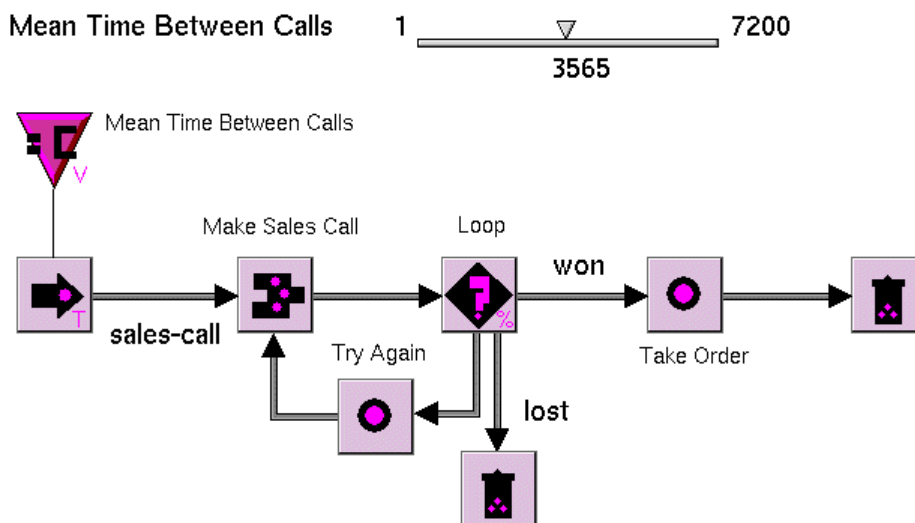 Mean Time Between Calls 1 7200
3565
Mean Time Between Calls
V
Make Sales Call
Loop
won
T
%
sales-call
Try Again
Take Order
lost